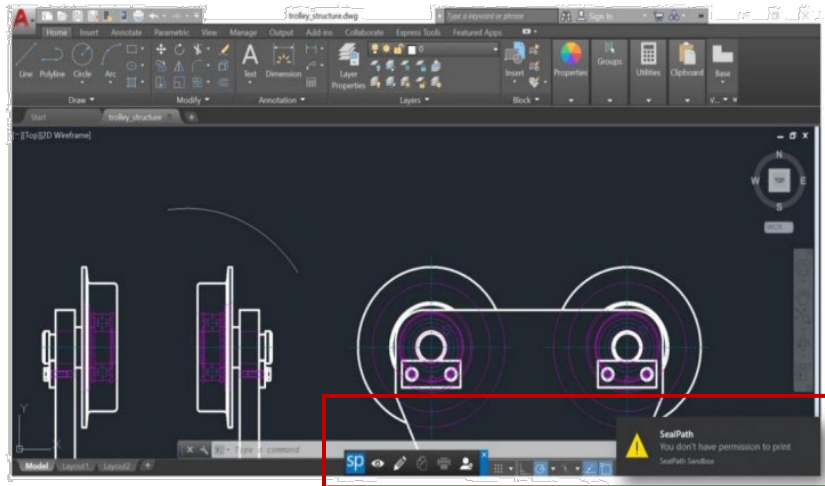 trolley_structure.dwg
Type a keyword or phrase
Sign In
Home Insert Annotate Parametric View Manage Output Add-ins Collaborate Express Tools Featured Apps
Line Polyline Circle Arc
Text Dimension
Layer Properties
0
Insert
Properties
Groups
Utilities
Clipboard
Base
Draw Modify Annotation Layers Block
Start trolley_structure
[-][Top][2D Wireframe]
N
W TOP E
S
WCS
Y
X
Type a command
SealPath
You don't have permission to print
SealPath Sandbox
sp
Model Layout1 Layout2 +